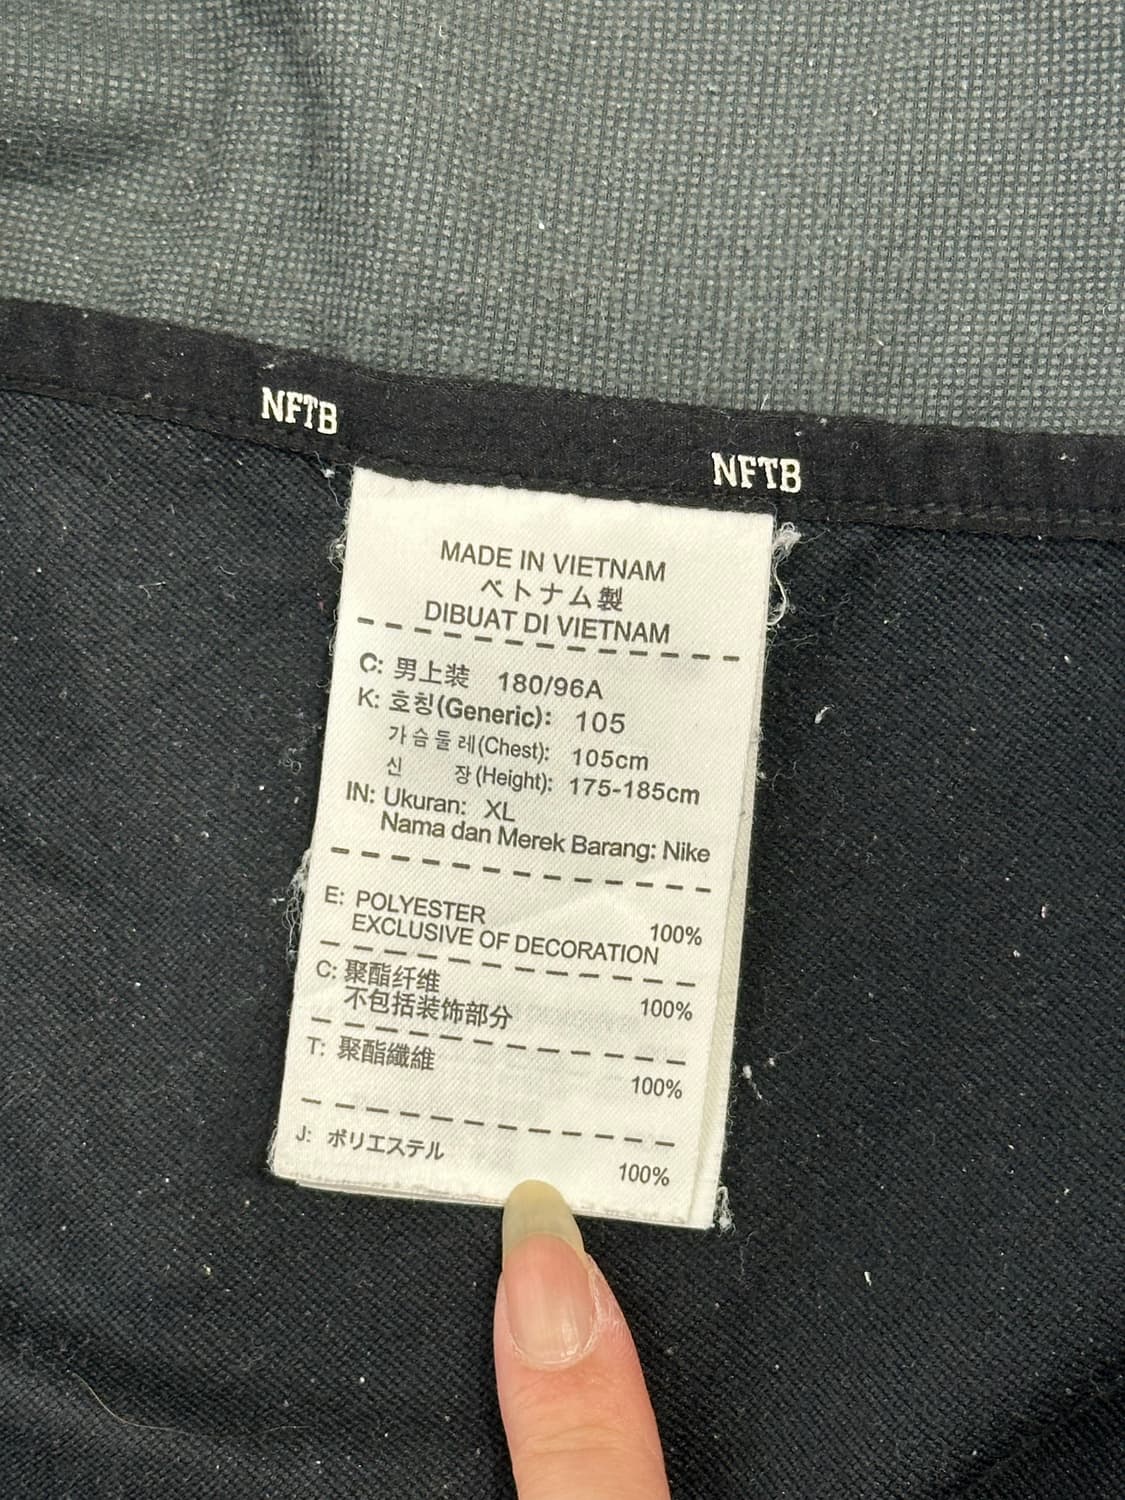 NFTB
NFTB
MADE IN VIETNAM
ベトナム製
DIBUAT DI VIETNAM
C: 男上装 180/96A
K: 호칭(Generic): 105
가슴둘레(Chest): 105cm
신 장(Height): 175-185cm
IN: Ukuran: XL
Nama dan Merek Barang: Nike
E: POLYESTER 100%
EXCLUSIVE OF DECORATION
C: 聚酯纤维 100%
不包括装饰部分
T: 聚酯纖維 100%
J: ポリエステル 100%